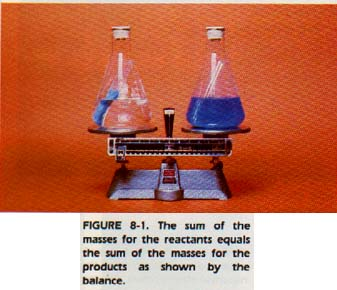 FIGURE 8-1. The sum of the
masses for the reactants equals
the sum of the masses for the
products as shown by the
balance.